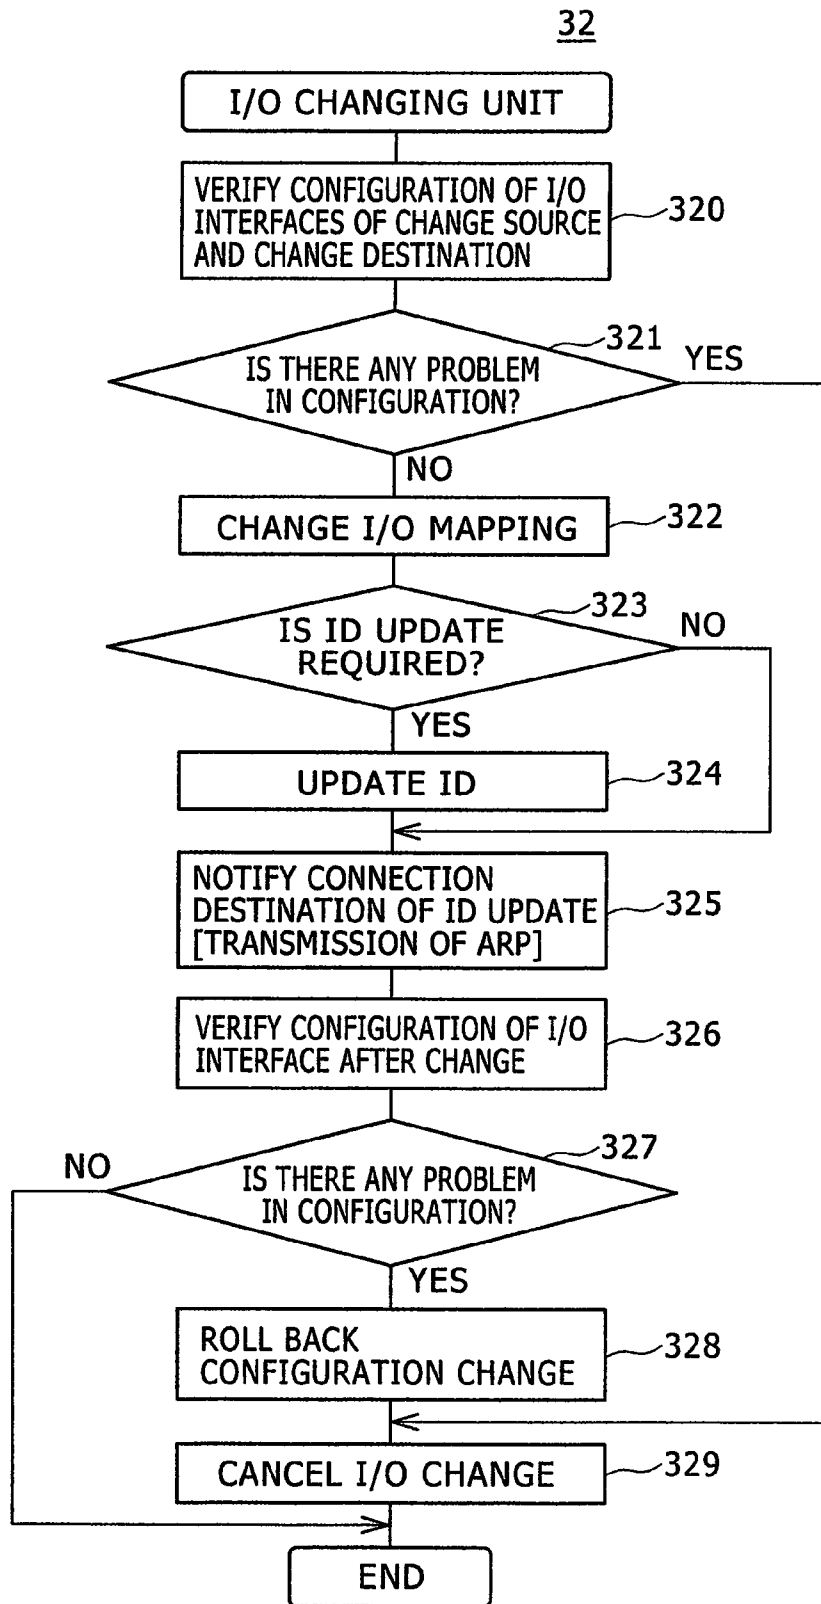 32
I/O CHANGING UNIT
VERIFY CONFIGURATION OF I/O
INTERFACES OF CHANGE SOURCE
AND CHANGE DESTINATION
320
321
IS THERE ANY PROBLEM
IN CONFIGURATION?
YES
NO
CHANGE I/O MAPPING
322
323
IS ID UPDATE
REQUIRED?
NO
YES
UPDATE ID
324
NOTIFY CONNECTION
DESTINATION OF ID UPDATE
[TRANSMISSION OF ARP]
325
VERIFY CONFIGURATION OF I/O
INTERFACE AFTER CHANGE
326
327
NO
IS THERE ANY PROBLEM
IN CONFIGURATION?
YES
ROLL BACK
CONFIGURATION CHANGE
328
CANCEL I/O CHANGE
329
END